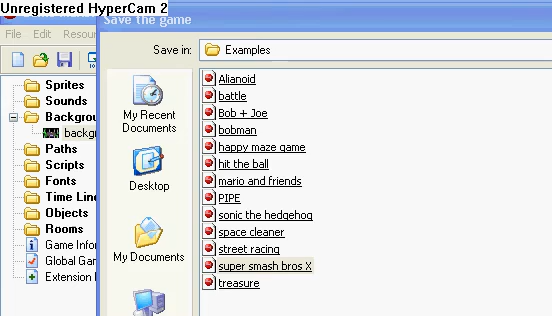 Unregistered HyperCam 2
Save the game
File Edit Resou
Save in: Examples
Sprites
Sounds
Backgrou
backg
Paths
Scripts
Fonts
Time Line
Objects
Rooms
Game Infor
Global Gam
Extension
My Recent
Documents
Desktop
My Documents
Alianoid
battle
Bob + Joe
bobman
happy maze game
hit the ball
mario and friends
PIPE
sonic the hedgehog
space cleaner
street racing
super smash bros X
treasure